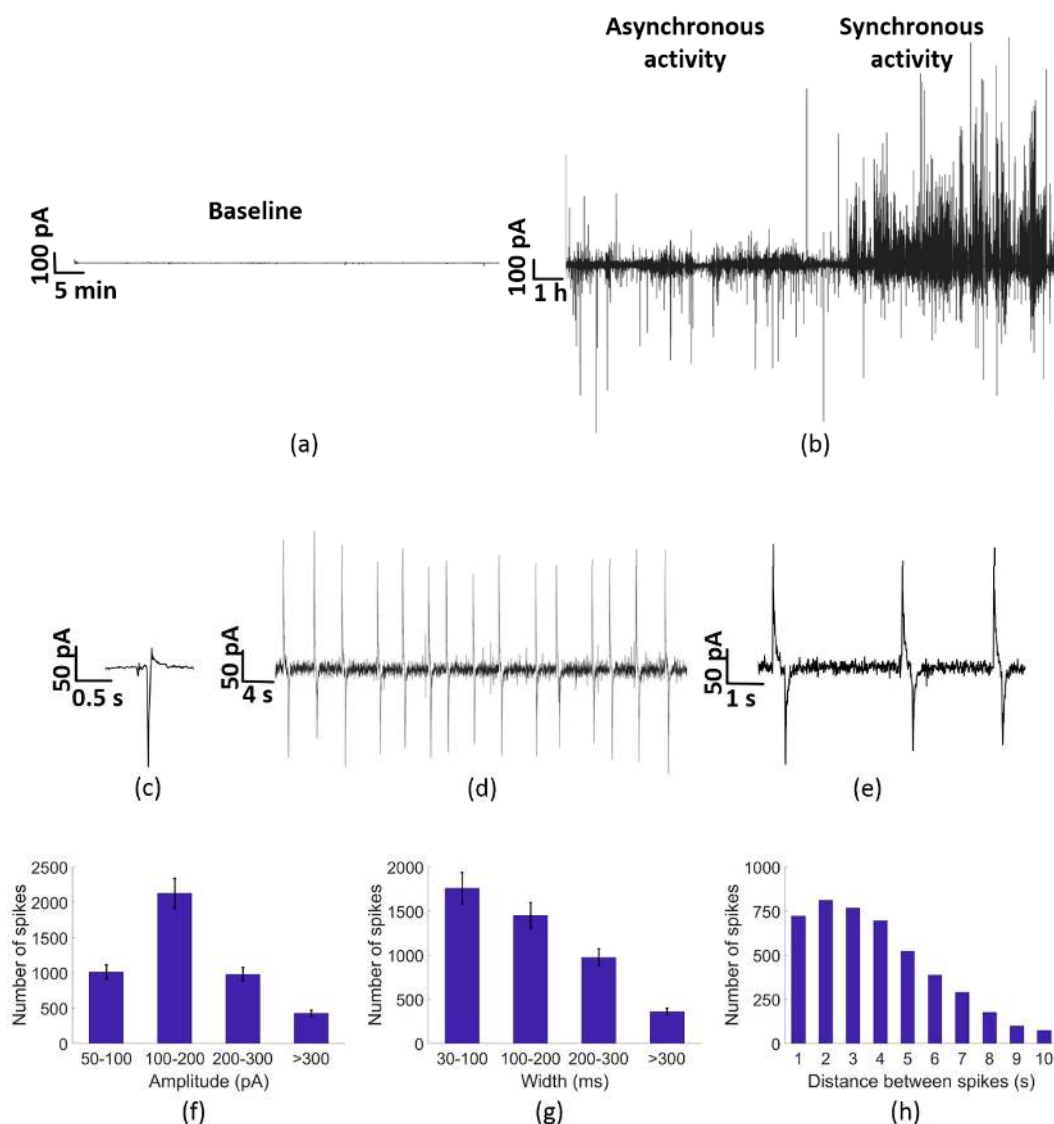 Asynchronous
activity
Synchronous
activity
Baseline
100 pA
5 min
100 pA
1 h
(a)
(b)
50 pA
0.5 s
50 pA
4 s
50 pA
1 s
(c)
(d)
(e)
2500
2000
1500
1000
500
0
Number of spikes
50-100 100-200 200-300 >300
Amplitude (pA)
(f)
2000
1500
1000
500
0
Number of spikes
30-100 100-200 200-300 >300
Width (ms)
(g)
1000
750
500
250
0
Number of spikes
1 2 3 4 5 6 7 8 9 10
Distance between spikes (s)
(h)